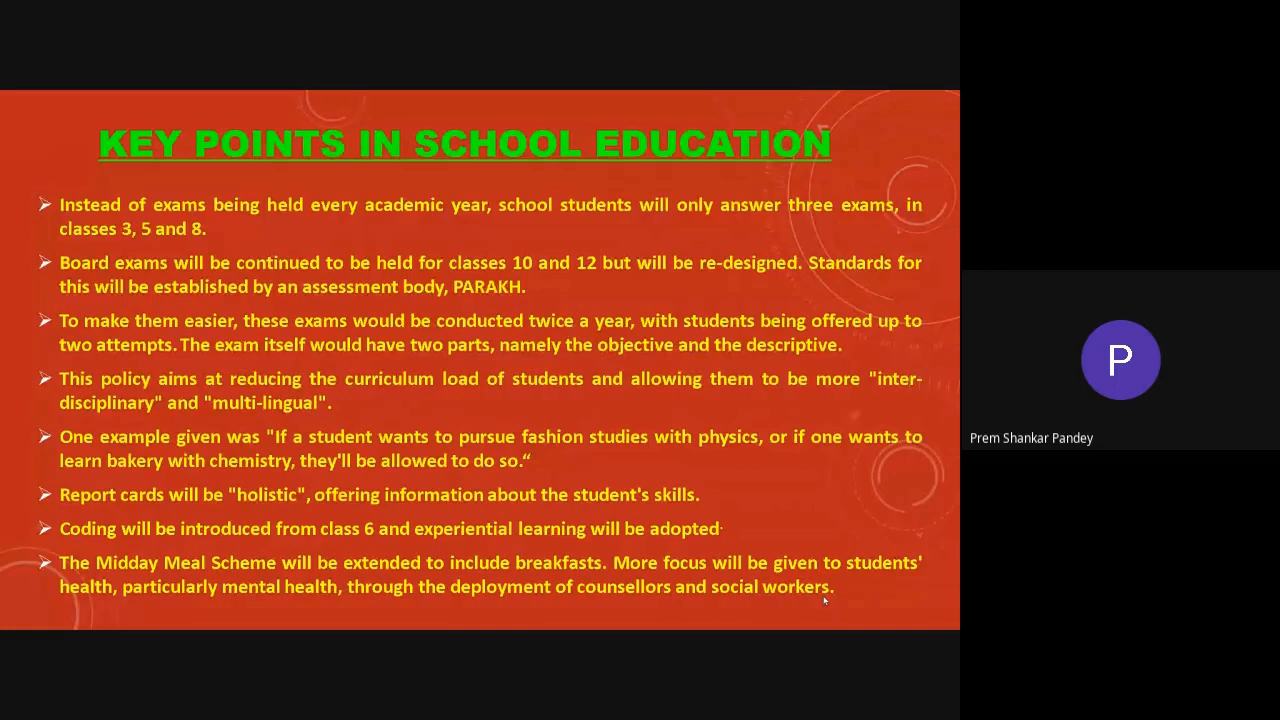 KEY POINTS IN SCHOOL EDUCATION
Instead of exams being held every academic year, school students will only answer three exams, in
classes 3, 5 and 8.
Board exams will be continued to be held for classes 10 and 12 but will be re-designed. Standards for
this will be established by an assessment body, PARAKH.
To make them easier, these exams would be conducted twice a year, with students being offered up to
two attempts. The exam itself would have two parts, namely the objective and the descriptive.
This policy aims at reducing the curriculum load of students and allowing them to be more "inter-
disciplinary" and "multi-lingual".
One example given was "If a student wants to pursue fashion studies with physics, or if one wants to
learn bakery with chemistry, they'll be allowed to do so.“
Report cards will be "holistic", offering information about the student's skills.
Coding will be introduced from class 6 and experiential learning will be adopted.
The Midday Meal Scheme will be extended to include breakfasts. More focus will be given to students'
health, particularly mental health, through the deployment of counsellors and social workers.
P
Prem Shankar Pandey